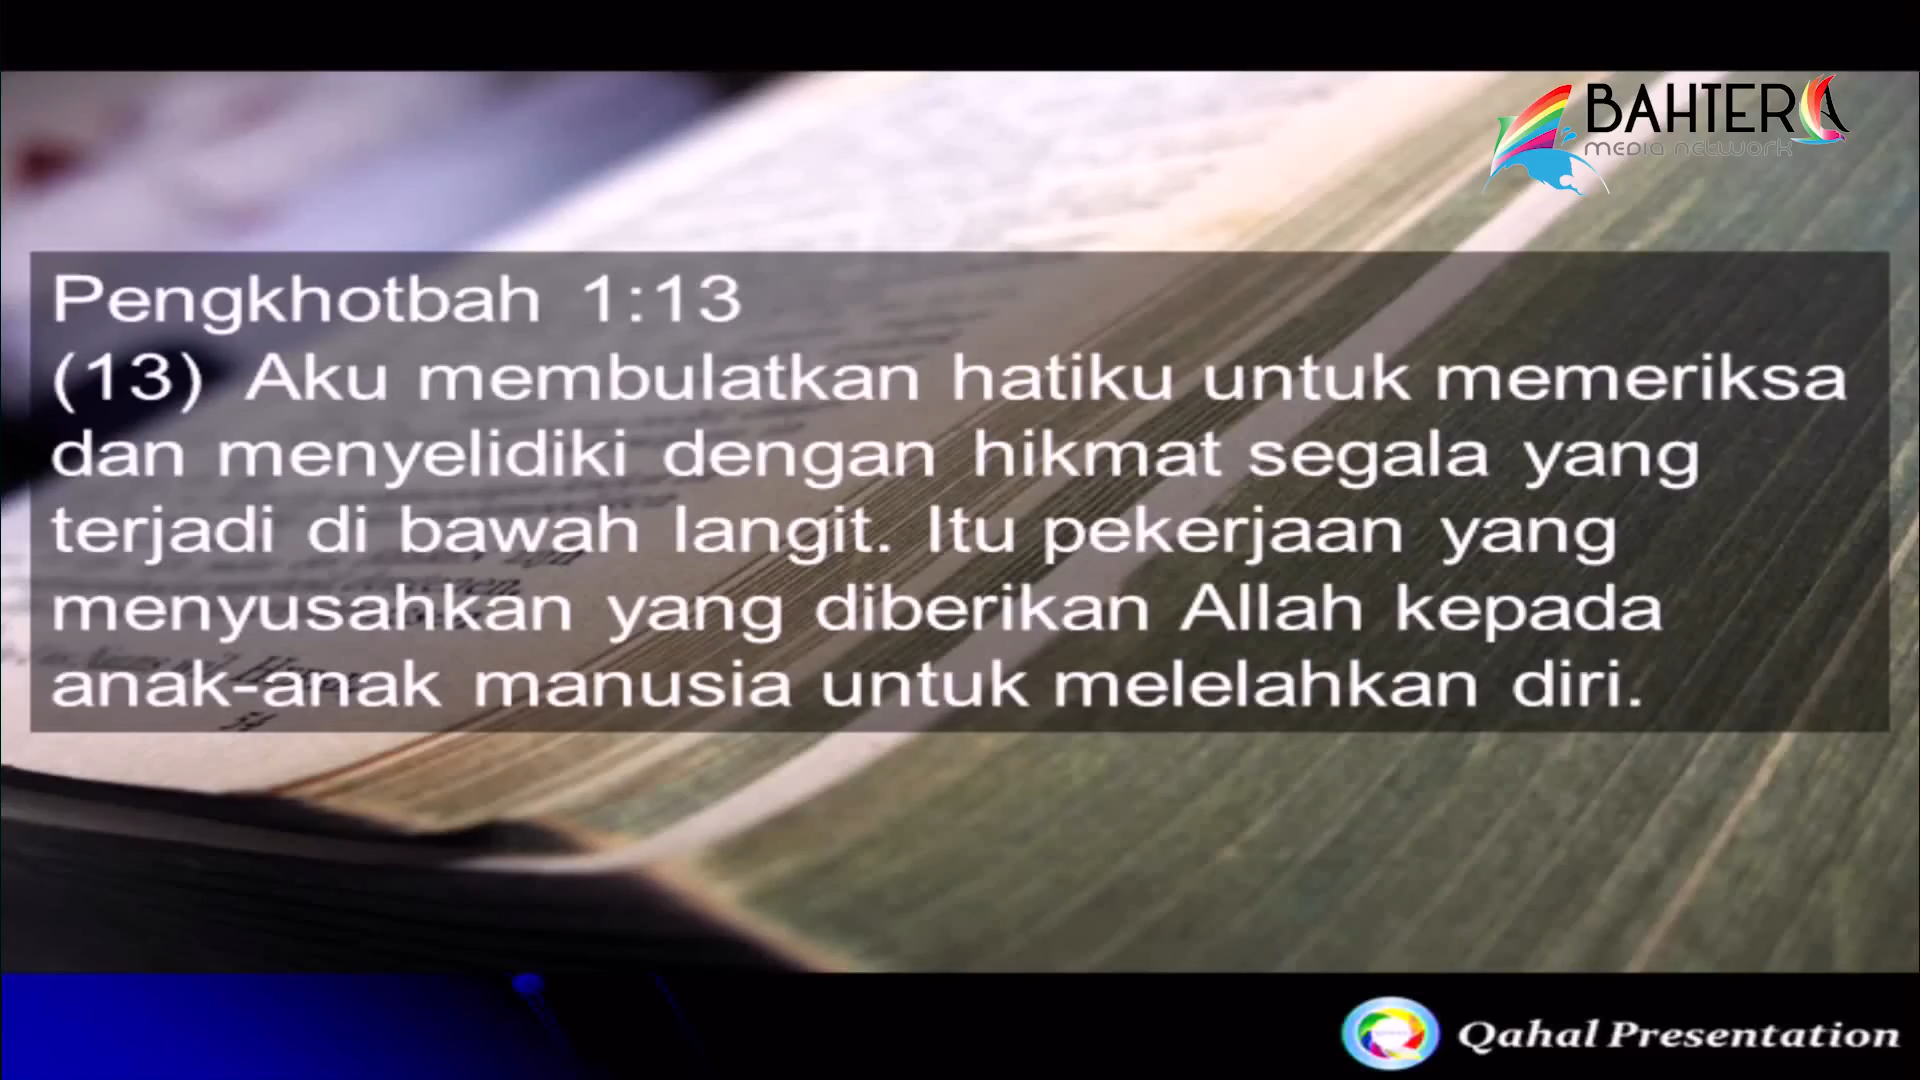 BAHTERA
MEDIA NETWORK
Pengkhotbah 1:13
(13) Aku membulatkan hatiku untuk memeriksa
dan menyelidiki dengan hikmat segala yang
terjadi di bawah langit. Itu pekerjaan yang
menyusahkan yang diberikan Allah kepada
anak-anak manusia untuk melelahkan diri.
Qahal Presentation